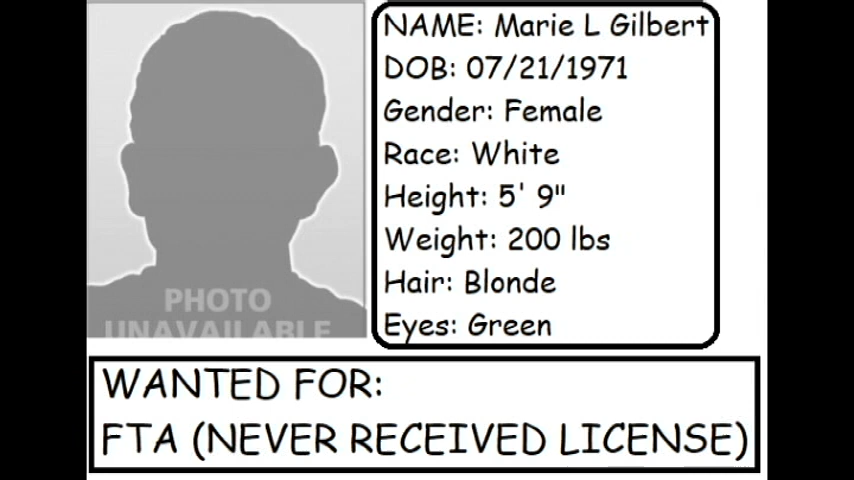 NAME: Marie L Gilbert
DOB: 07/21/1971
Gender: Female
Race: White
Height: 5' 9"
Weight: 200 lbs
Hair: Blonde
Eyes: Green
PHOTO
UNAVAILABLE
WANTED FOR:
FTA (NEVER RECEIVED LICENSE)